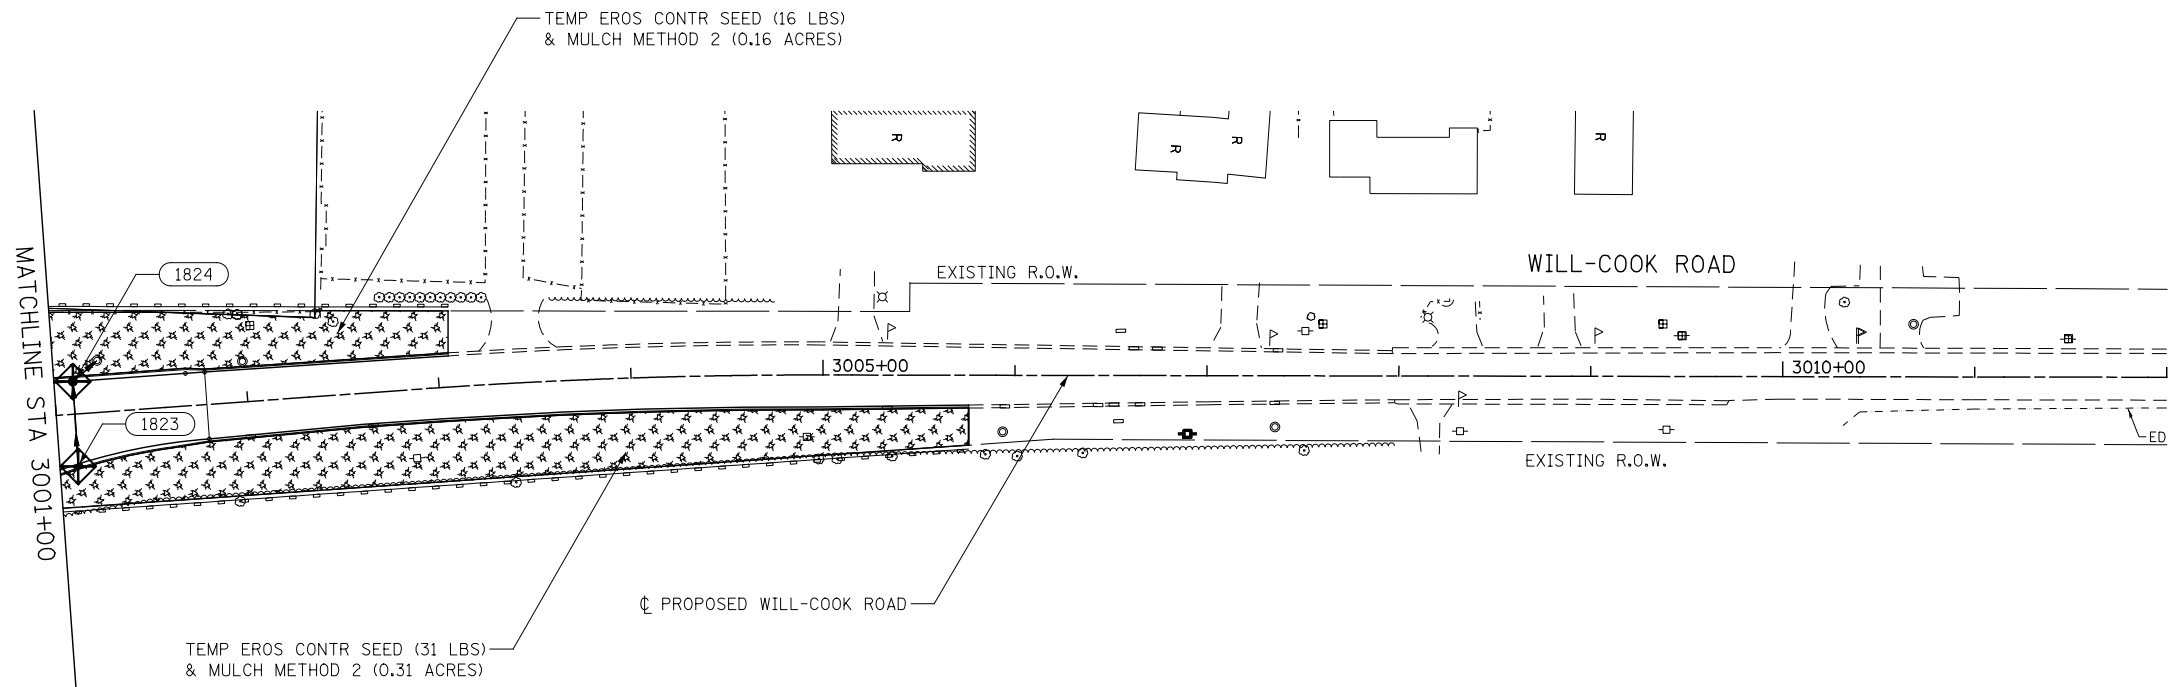 TEMP EROS CONTR SEED (16 LBS)
& MULCH METHOD 2 (0.16 ACRES)
R
R
R
R
MATCHLINE STA 3001+00
1824
EXISTING R.O.W.
WILL-COOK ROAD
3005+00
3010+00
1823
ED
EXISTING R.O.W.
℄ PROPOSED WILL-COOK ROAD
TEMP EROS CONTR SEED (31 LBS)
& MULCH METHOD 2 (0.31 ACRES)